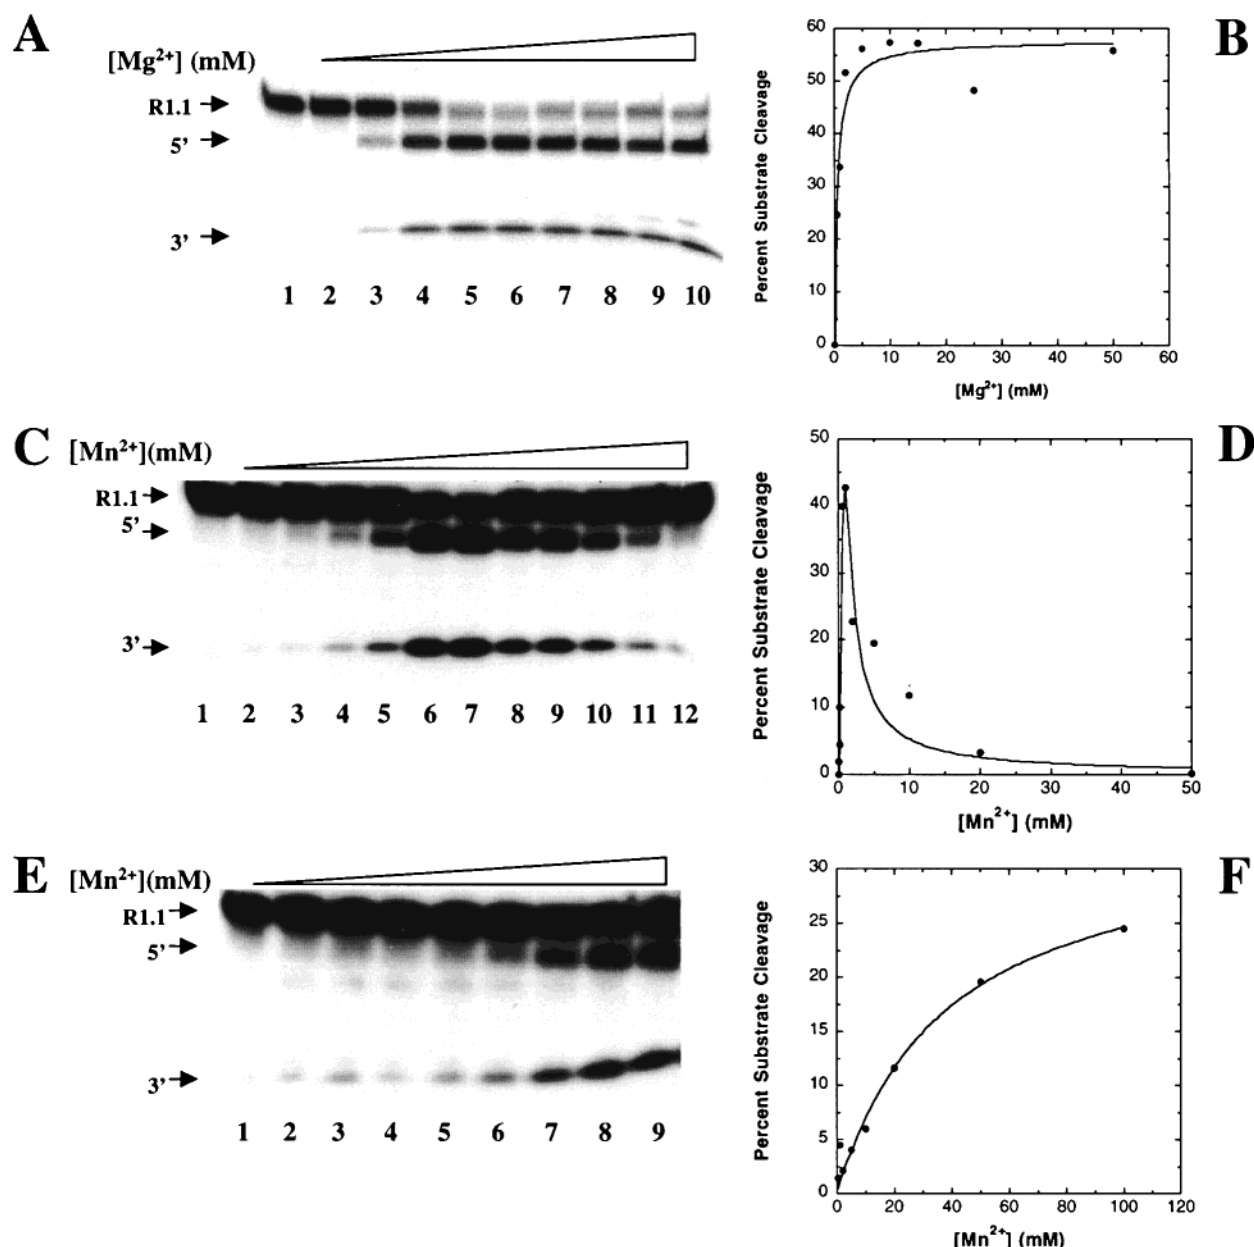 A
[Mg²⁺] (mM)
R1.1
5'
3'
1 2 3 4 5 6 7 8 9 10
B
Percent Substrate Cleavage
60
50
40
30
20
10
0
0 10 20 30 40 50 60
[Mg²⁺] (mM)
C
[Mn²⁺](mM)
R1.1
5'
3'
1 2 3 4 5 6 7 8 9 10 11 12
D
Percent Substrate Cleavage
50
40
30
20
10
0
0 10 20 30 40 50
[Mn²⁺] (mM)
E
[Mn²⁺](mM)
R1.1
5'
3'
1 2 3 4 5 6 7 8 9
F
Percent Substrate Cleavage
30
25
20
15
10
5
0
0 20 40 60 80 100 120
[Mn²⁺] (mM)